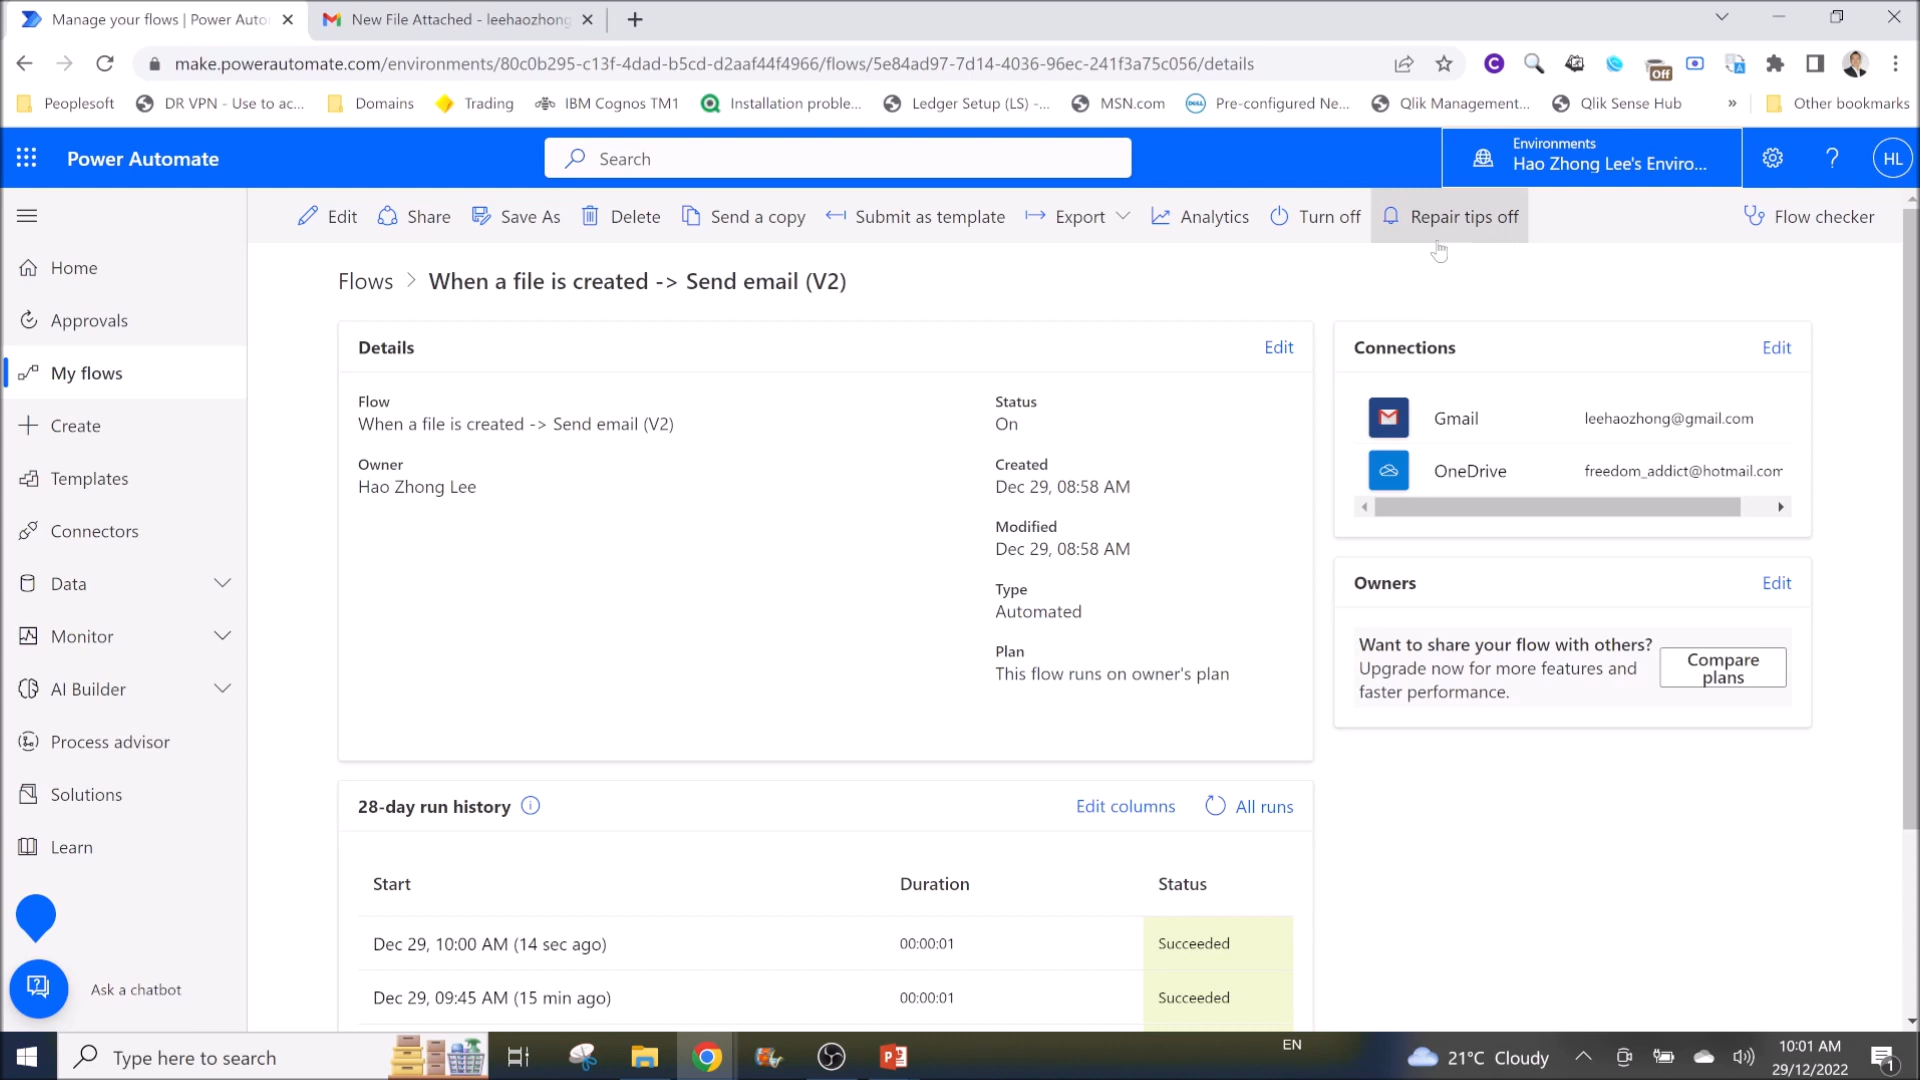 Manage your flows | Power Auto
New File Attached - leehaozhong
make.powerautomate.com/environments/80c0b295-c13f-4dad-b5cd-d2aaf44f4966/flows/5e84ad97-7d14-4036-96ec-241f3a75c056/details
Off
Peoplesoft
DR VPN - Use to ac...
Domains
Trading
IBM Cognos TM1
Installation proble...
Ledger Setup (LS) -...
MSN.com
Pre-configured Ne...
Qlik Management...
Qlik Sense Hub
»
Other bookmarks
Power Automate
Search
Environments
Hao Zhong Lee's Enviro...
?
HL
Edit
Share
Save As
Delete
Send a copy
Submit as template
Export
Analytics
Turn off
Repair tips off
Flow checker
Home
Approvals
My flows
Create
Templates
Connectors
Data
Monitor
AI Builder
Process advisor
Solutions
Learn
Ask a chatbot
Flows > When a file is created -> Send email (V2)
Details
Edit
Flow
When a file is created -> Send email (V2)
Owner
Hao Zhong Lee
Status
On
Created
Dec 29, 08:58 AM
Modified
Dec 29, 08:58 AM
Type
Automated
Plan
This flow runs on owner's plan
Connections
Edit
Gmail
leehaozhong@gmail.com
OneDrive
freedom_addict@hotmail.com
Owners
Edit
Want to share your flow with others?
Upgrade now for more features and
faster performance.
Compare
plans
28-day run history
Edit columns
All runs
Start
Duration
Status
Dec 29, 10:00 AM (14 sec ago)
00:00:01
Succeeded
Dec 29, 09:45 AM (15 min ago)
00:00:01
Succeeded
Type here to search
EN
21°C Cloudy
10:01 AM
29/12/2022
1